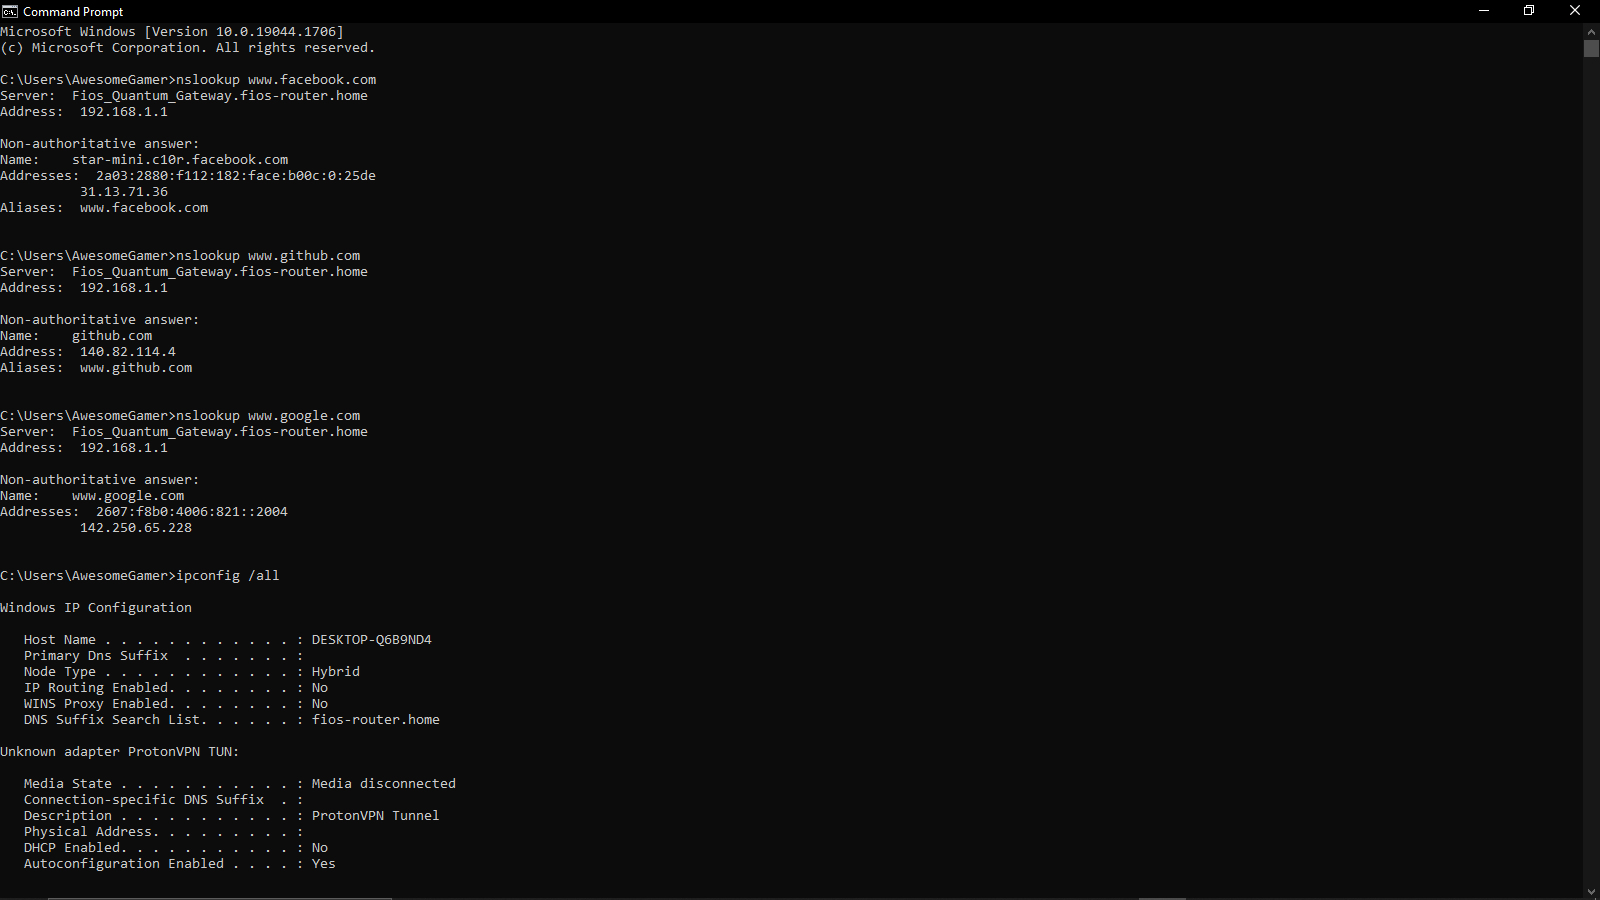 Command Prompt
Microsoft Windows [Version 10.0.19044.1706]
(c) Microsoft Corporation. All rights reserved.
C:\Users\AwesomeGamer>nslookup www.facebook.com
Server:  Fios_Quantum_Gateway.fios-router.home
Address:  192.168.1.1
Non-authoritative answer:
Name:    star-mini.c10r.facebook.com
Addresses:  2a03:2880:f112:182:face:b00c:0:25de
31.13.71.36
Aliases:  www.facebook.com
C:\Users\AwesomeGamer>nslookup www.github.com
Server:  Fios_Quantum_Gateway.fios-router.home
Address:  192.168.1.1
Non-authoritative answer:
Name:    github.com
Address:  140.82.114.4
Aliases:  www.github.com
C:\Users\AwesomeGamer>nslookup www.google.com
Server:  Fios_Quantum_Gateway.fios-router.home
Address:  192.168.1.1
Non-authoritative answer:
Name:    www.google.com
Addresses:  2607:f8b0:4006:821::2004
142.250.65.228
C:\Users\AwesomeGamer>ipconfig /all
Windows IP Configuration
Host Name . . . . . . . . . . . . : DESKTOP-Q6B9ND4
Primary Dns Suffix  . . . . . . . :
Node Type . . . . . . . . . . . . : Hybrid
IP Routing Enabled. . . . . . . . : No
WINS Proxy Enabled. . . . . . . . : No
DNS Suffix Search List. . . . . . : fios-router.home
Unknown adapter ProtonVPN TUN:
Media State . . . . . . . . . . . : Media disconnected
Connection-specific DNS Suffix  . :
Description . . . . . . . . . . . : ProtonVPN Tunnel
Physical Address. . . . . . . . . :
DHCP Enabled. . . . . . . . . . . : No
Autoconfiguration Enabled . . . . : Yes